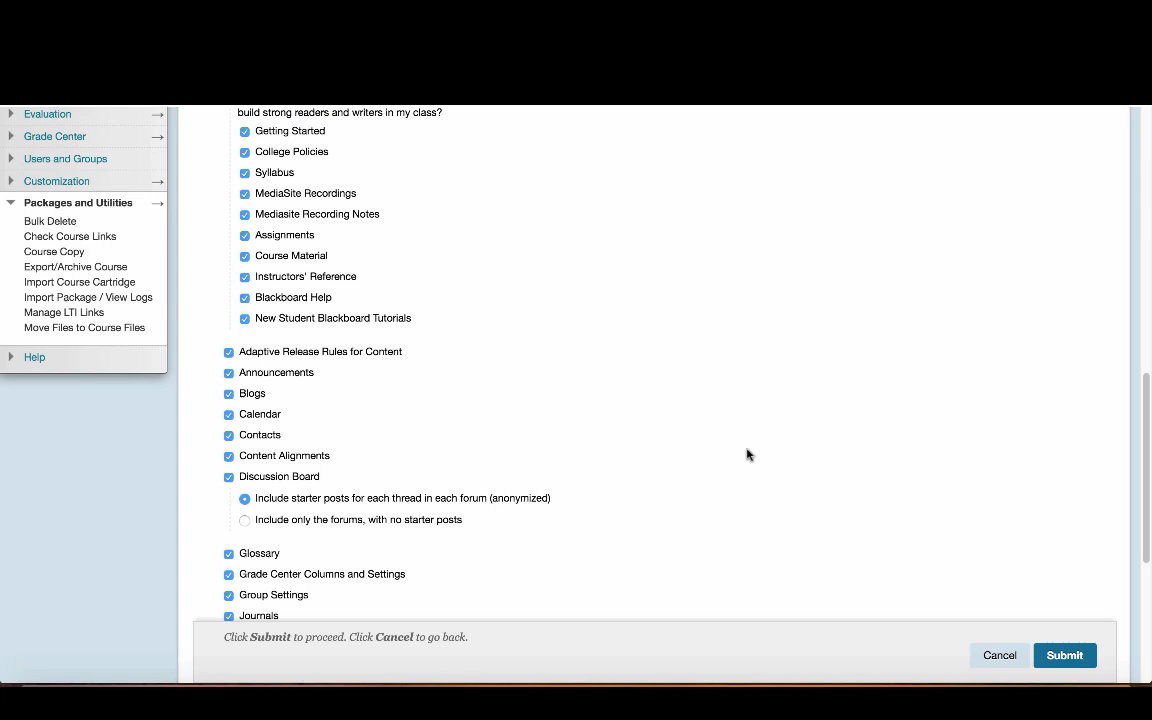 Evaluation
Grade Center
Users and Groups
Customization
Packages and Utilities
Bulk Delete
Check Course Links
Course Copy
Export/Archive Course
Import Course Cartridge
Import Package / View Logs
Manage LTI Links
Move Files to Course Files
Help
build strong readers and writers in my class?
Getting Started
College Policies
Syllabus
MediaSite Recordings
Mediasite Recording Notes
Assignments
Course Material
Instructors' Reference
Blackboard Help
New Student Blackboard Tutorials
Adaptive Release Rules for Content
Announcements
Blogs
Calendar
Contacts
Content Alignments
Discussion Board
Include starter posts for each thread in each forum (anonymized)
Include only the forums, with no starter posts
Glossary
Grade Center Columns and Settings
Group Settings
Journals
Click Submit to proceed. Click Cancel to go back.
Cancel
Submit